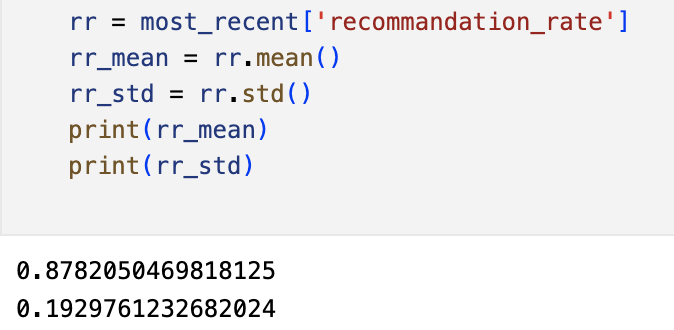 rr = most_recent['recommandation_rate']
rr_mean = rr.mean()
rr_std = rr.std()
print(rr_mean)
print(rr_std)
0.8782050469818125
0.1929761232682024